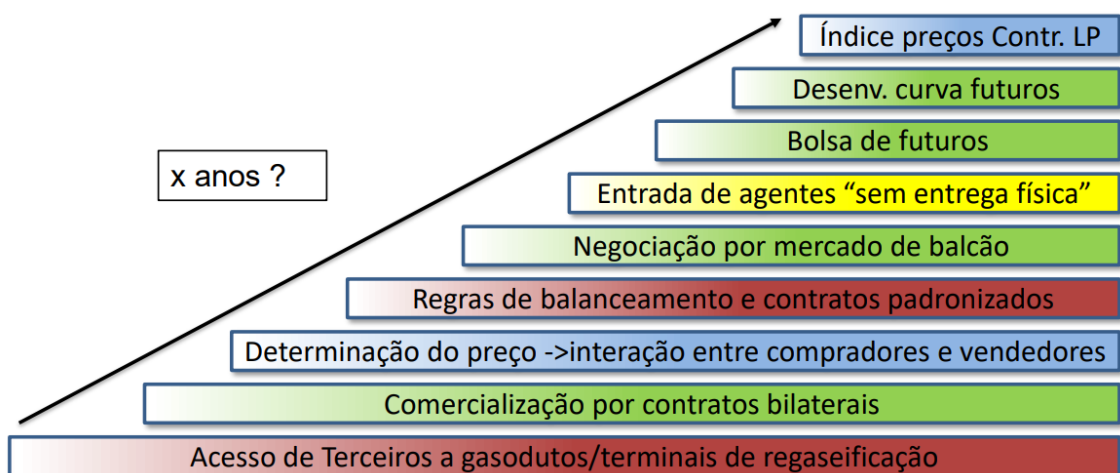 Índice preços Contr. LP
Desenv. curva futuros
Bolsa de futuros
x anos ?
Entrada de agentes “sem entrega física”
Negociação por mercado de balcão
Regras de balanceamento e contratos padronizados
Determinação do preço ->interação entre compradores e vendedores
Comercialização por contratos bilaterais
Acesso de Terceiros a gasodutos/terminais de regaseificação